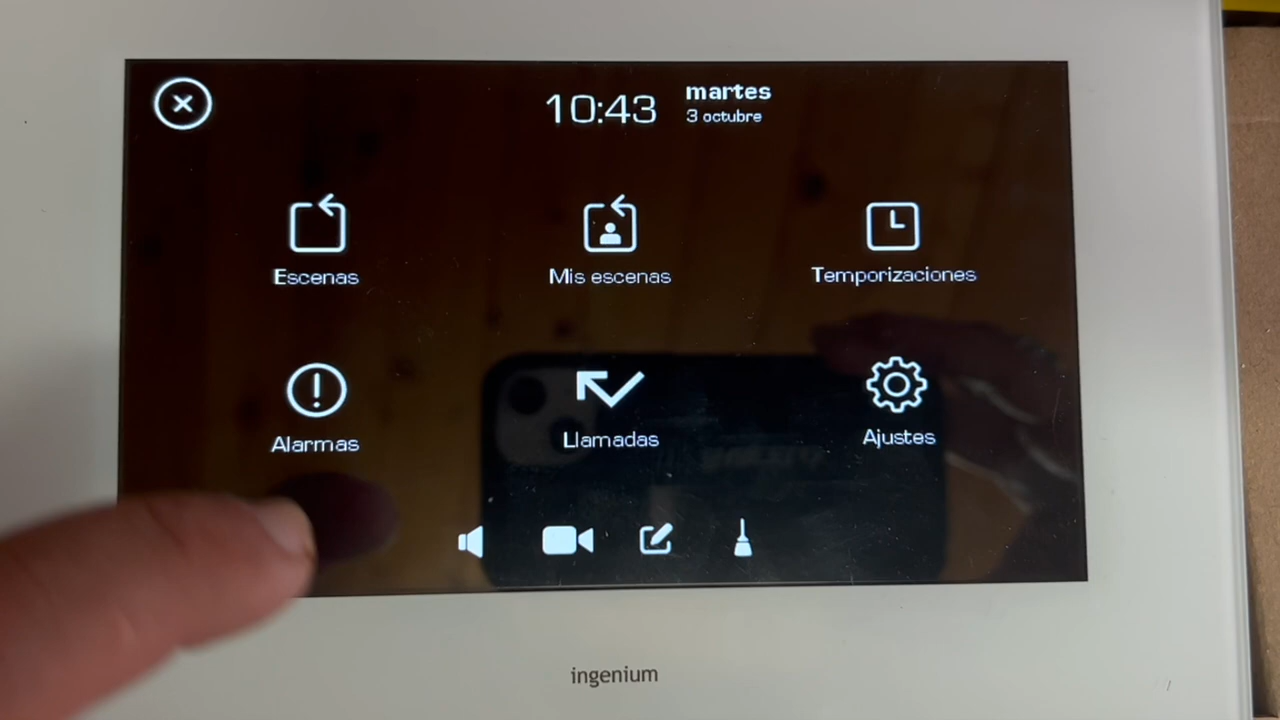 10:43
martes
3 octubre
Escenas
Mis escenas
Temporizaciones
Alarmas
Llamadas
Ajustes
ingenium